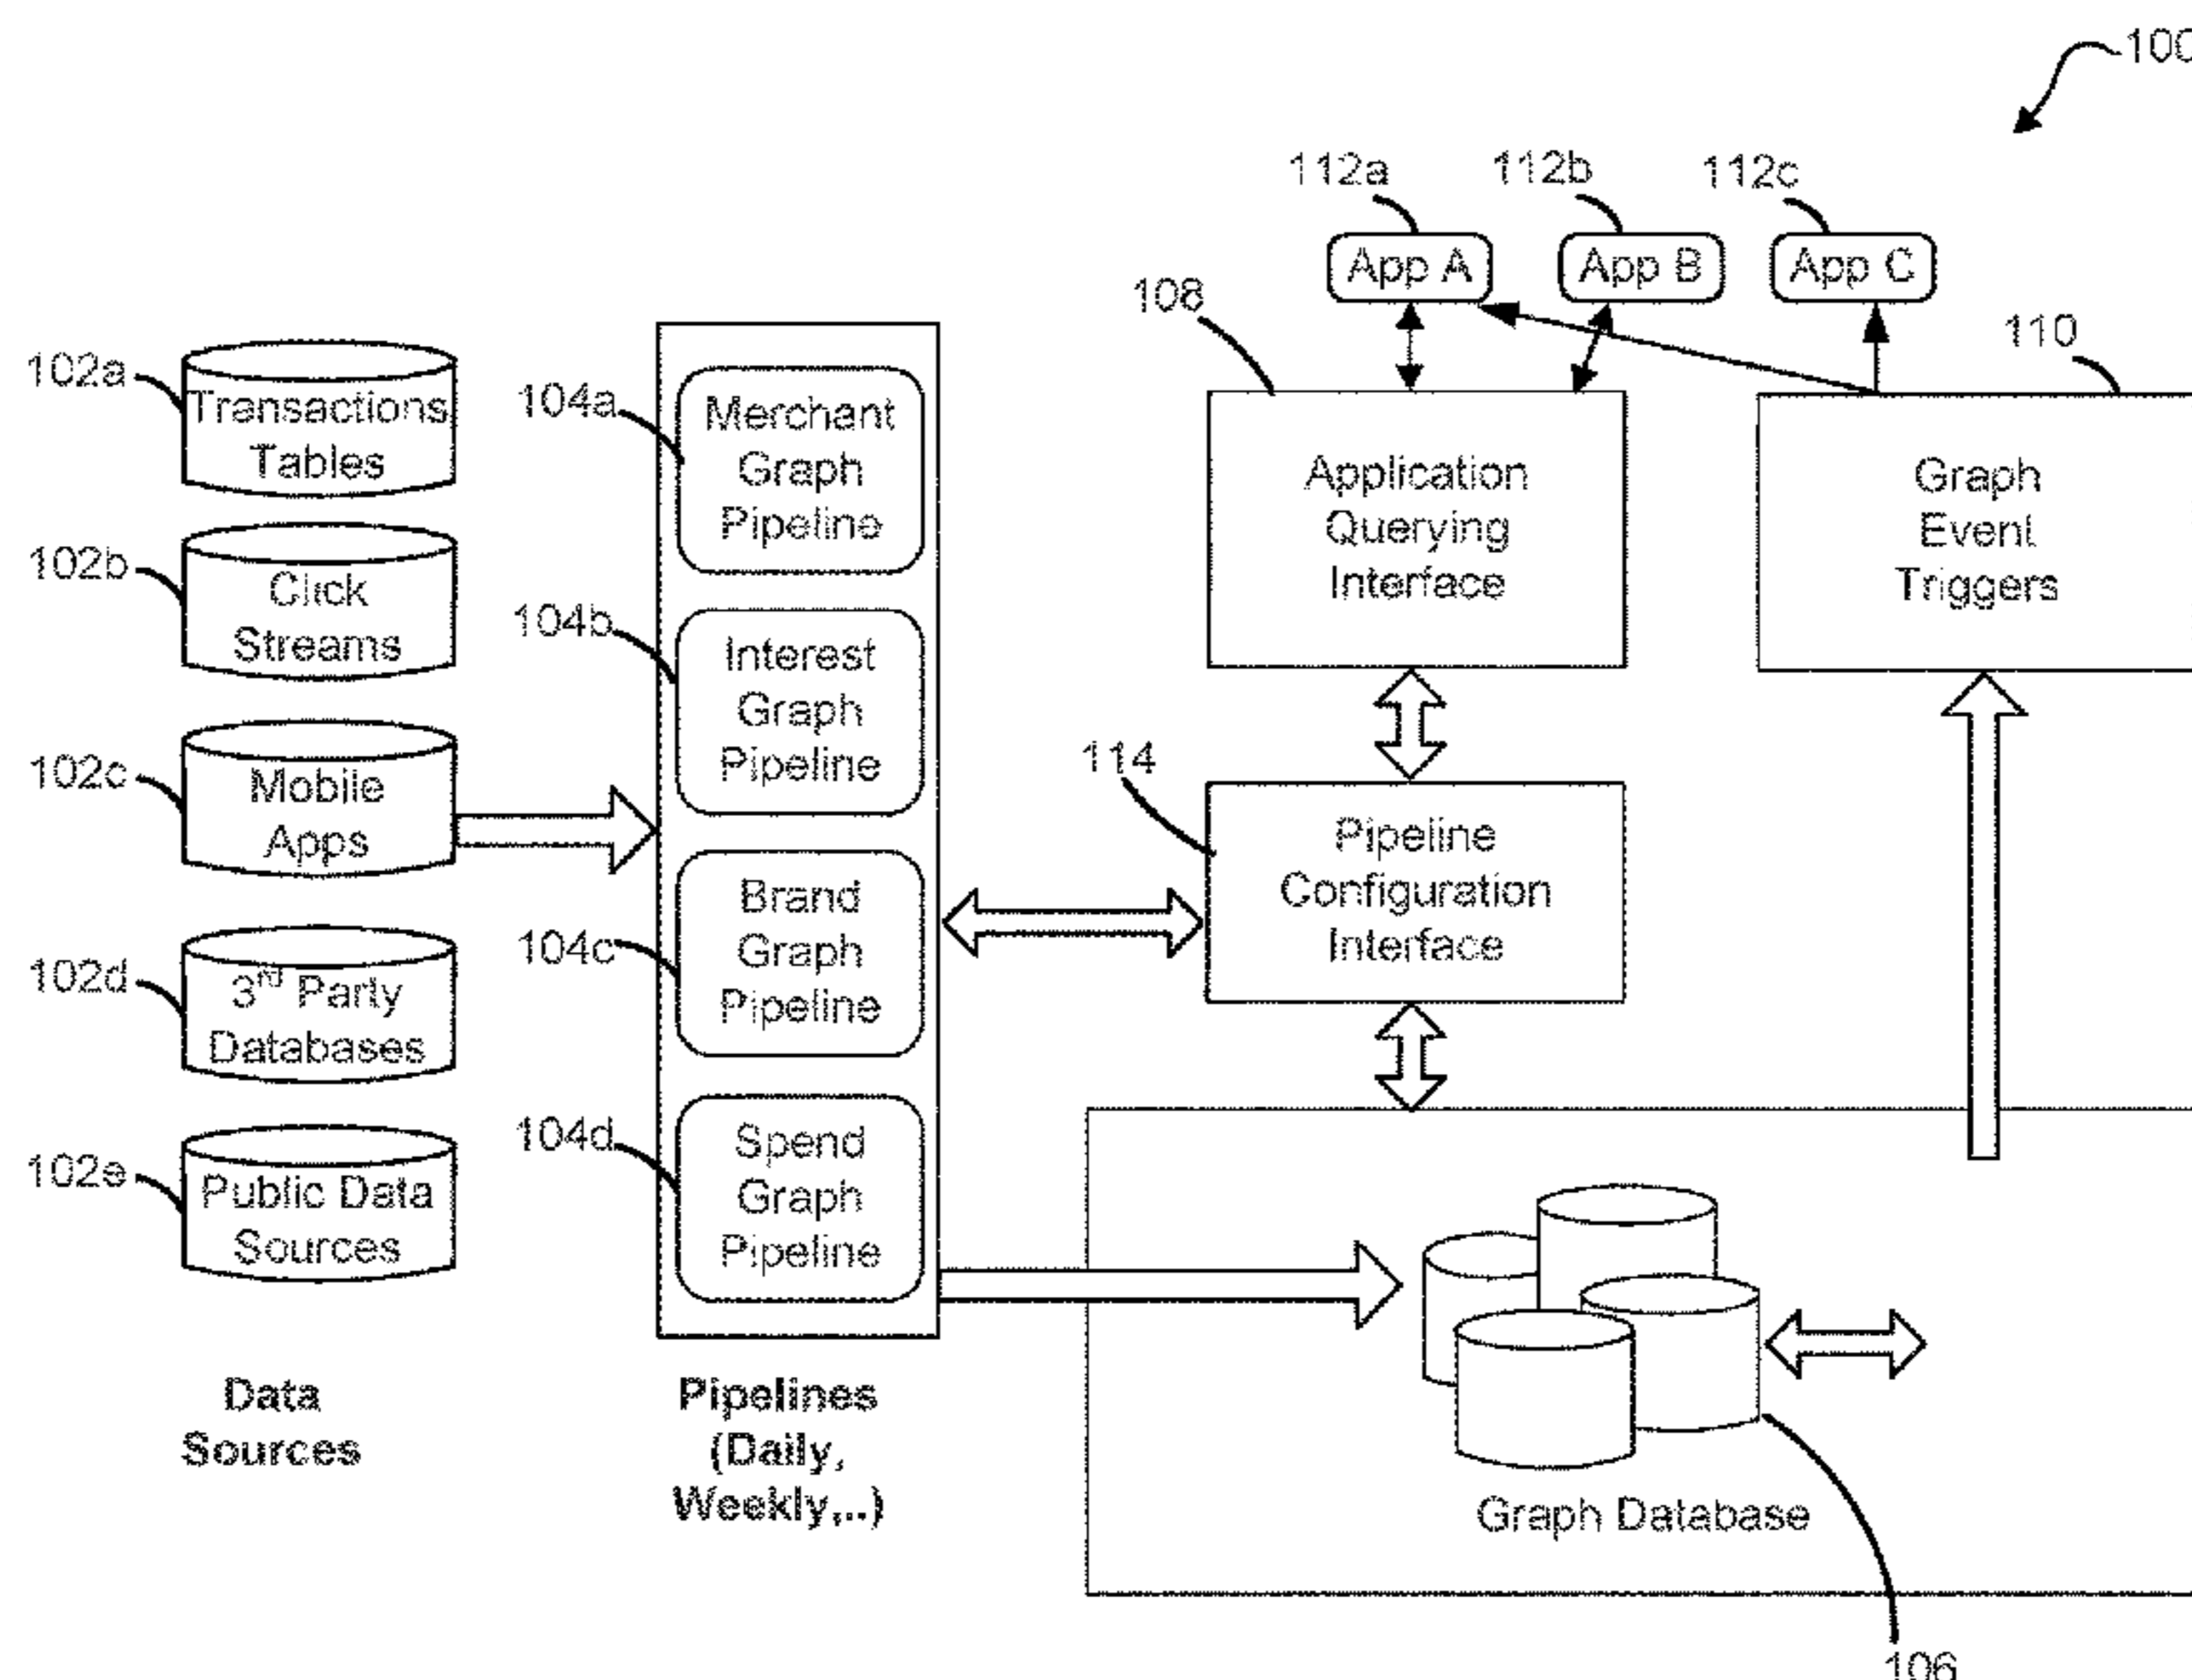 100
112a
112b
112c
App A
App B
App C
108
110
102a
Transactions
Tables
102b
Click
Streams
102c
Mobile
Apps
102d
3rd Party
Databases
102e
Public Data
Sources
Data
Sources
104a
Merchant
Graph
Pipeline
104b
Interest
Graph
Pipeline
104c
Brand
Graph
Pipeline
104d
Spend
Graph
Pipeline
Pipelines
(Daily,
Weekly,..)
Application
Querying
Interface
Graph
Event
Triggers
114
Pipeline
Configuration
Interface
Graph Database
106